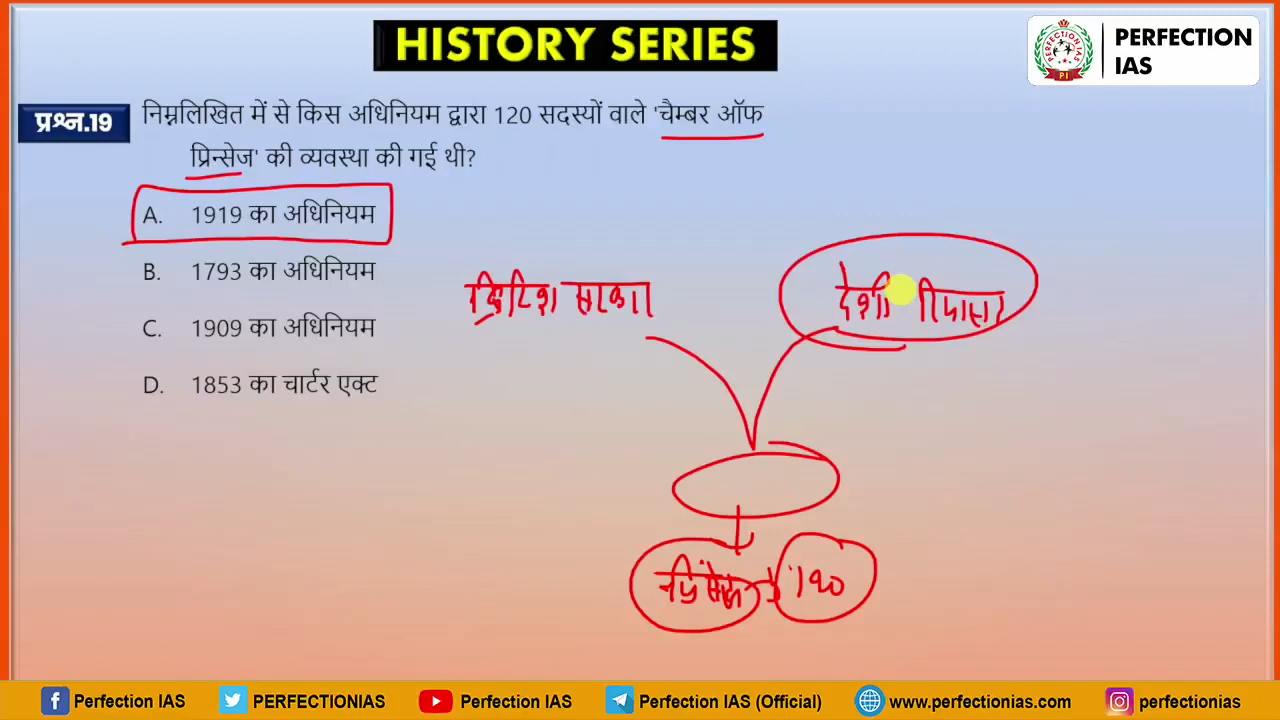 HISTORY SERIES
PERFECTION
IAS
प्रश्न.19
निम्नलिखित में से किस अधिनियम द्वारा 120 सदस्यों वाले 'चैम्बर ऑफ
प्रिन्सेज' की व्यवस्था की गई थी?
A. 1919 का अधिनियम
B. 1793 का अधिनियम
C. 1909 का अधिनियम
D. 1853 का चार्टर एक्ट
ब्रिटिश सरका
देशी रियास
120
Perfection IAS
PERFECTIONIAS
Perfection IAS
Perfection IAS (Official)
www.perfectionias.com
perfectionias